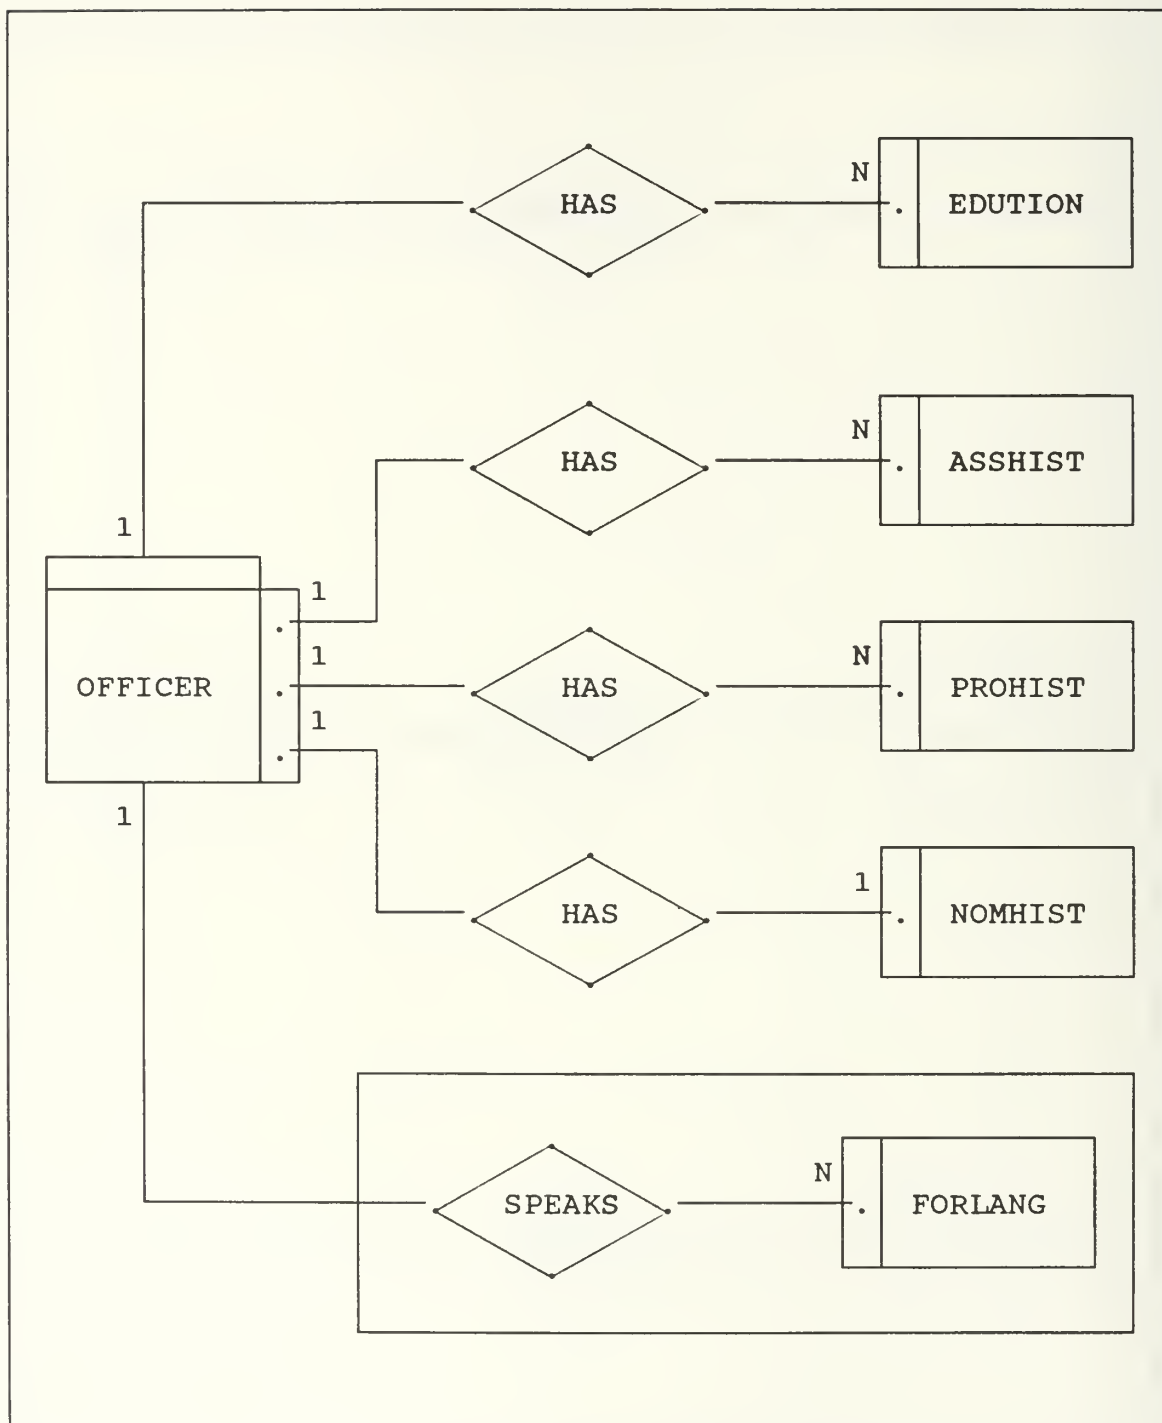 N
HAS
EDUTION
N
HAS
ASSHIST
1
1
1
N
OFFICER
HAS
PROHIST
1
1
1
HAS
NOMHIST
N
SPEAKS
FORLANG